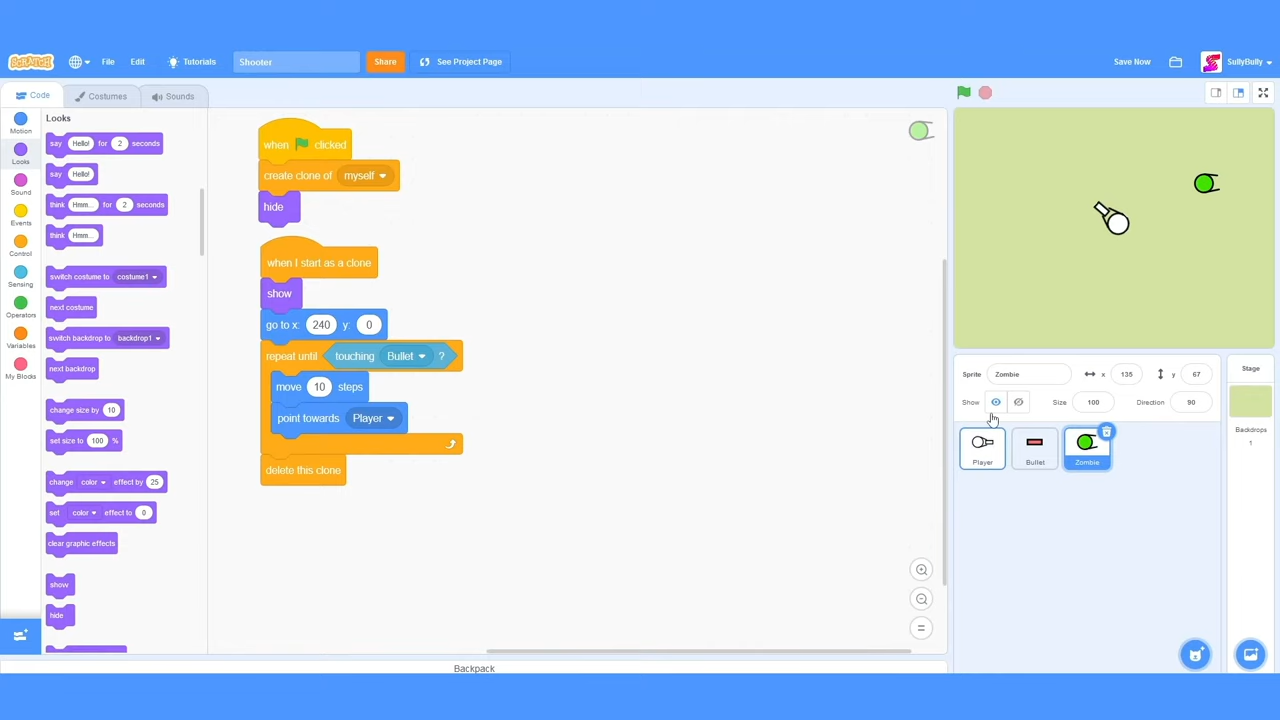 SCRATCH File Edit Tutorials Shooter Share See Project Page Save Now SullyBully
Code Costumes Sounds
Motion
Looks
Sound
Events
Control
Sensing
Operators
Variables
My Blocks
Looks
say Hello! for 2 seconds
say Hello!
think Hmm... for 2 seconds
think Hmm...
switch costume to costume1
next costume
switch backdrop to backdrop1
next backdrop
change size by 10
set size to 100 %
change color effect by 25
set color effect to 0
clear graphic effects
show
hide
when clicked
create clone of myself
hide
when I start as a clone
show
go to x: 240 y: 0
repeat until touching Bullet ?
move 10 steps
point towards Player
delete this clone
Backpack
Sprite Zombie x 135 y 67
Show Size 100 Direction 90
Player Bullet Zombie
Stage
Backdrops
1